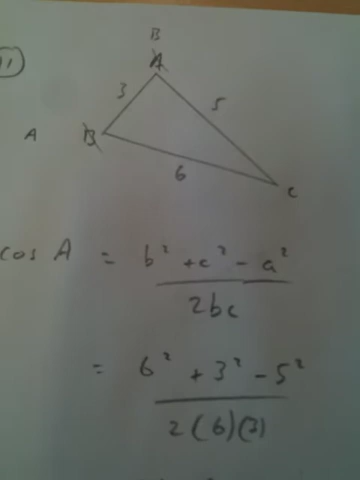 11
B
A
3
5
A
B
6
C
cos A = b² + c² - a² / 2bc
= 6² + 3² - 5² / 2(6)(3)